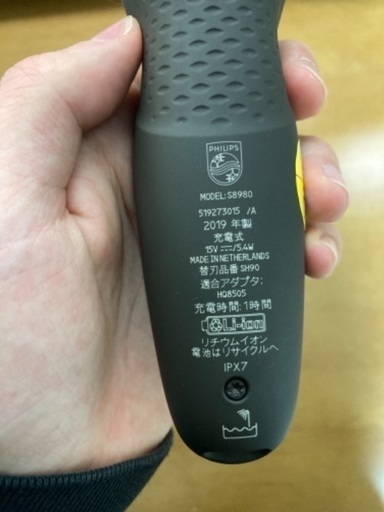 PHILIPS
MODEL:S8980
519273015 /A
2019 年製
充電式
15V⎓/5.4W
MADE IN NETHERLANDS
替刃品番 SH90
適合アダプタ:
HQ8505
充電時間:1時間
Li-ion
リチウムイオン
電池はリサイクルへ
IPX7